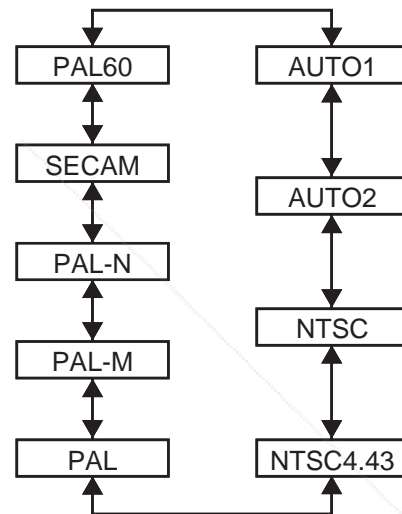 PAL60
AUTO1
SECAM
AUTO2
PAL-N
NTSC
PAL-M
PAL
NTSC4.43